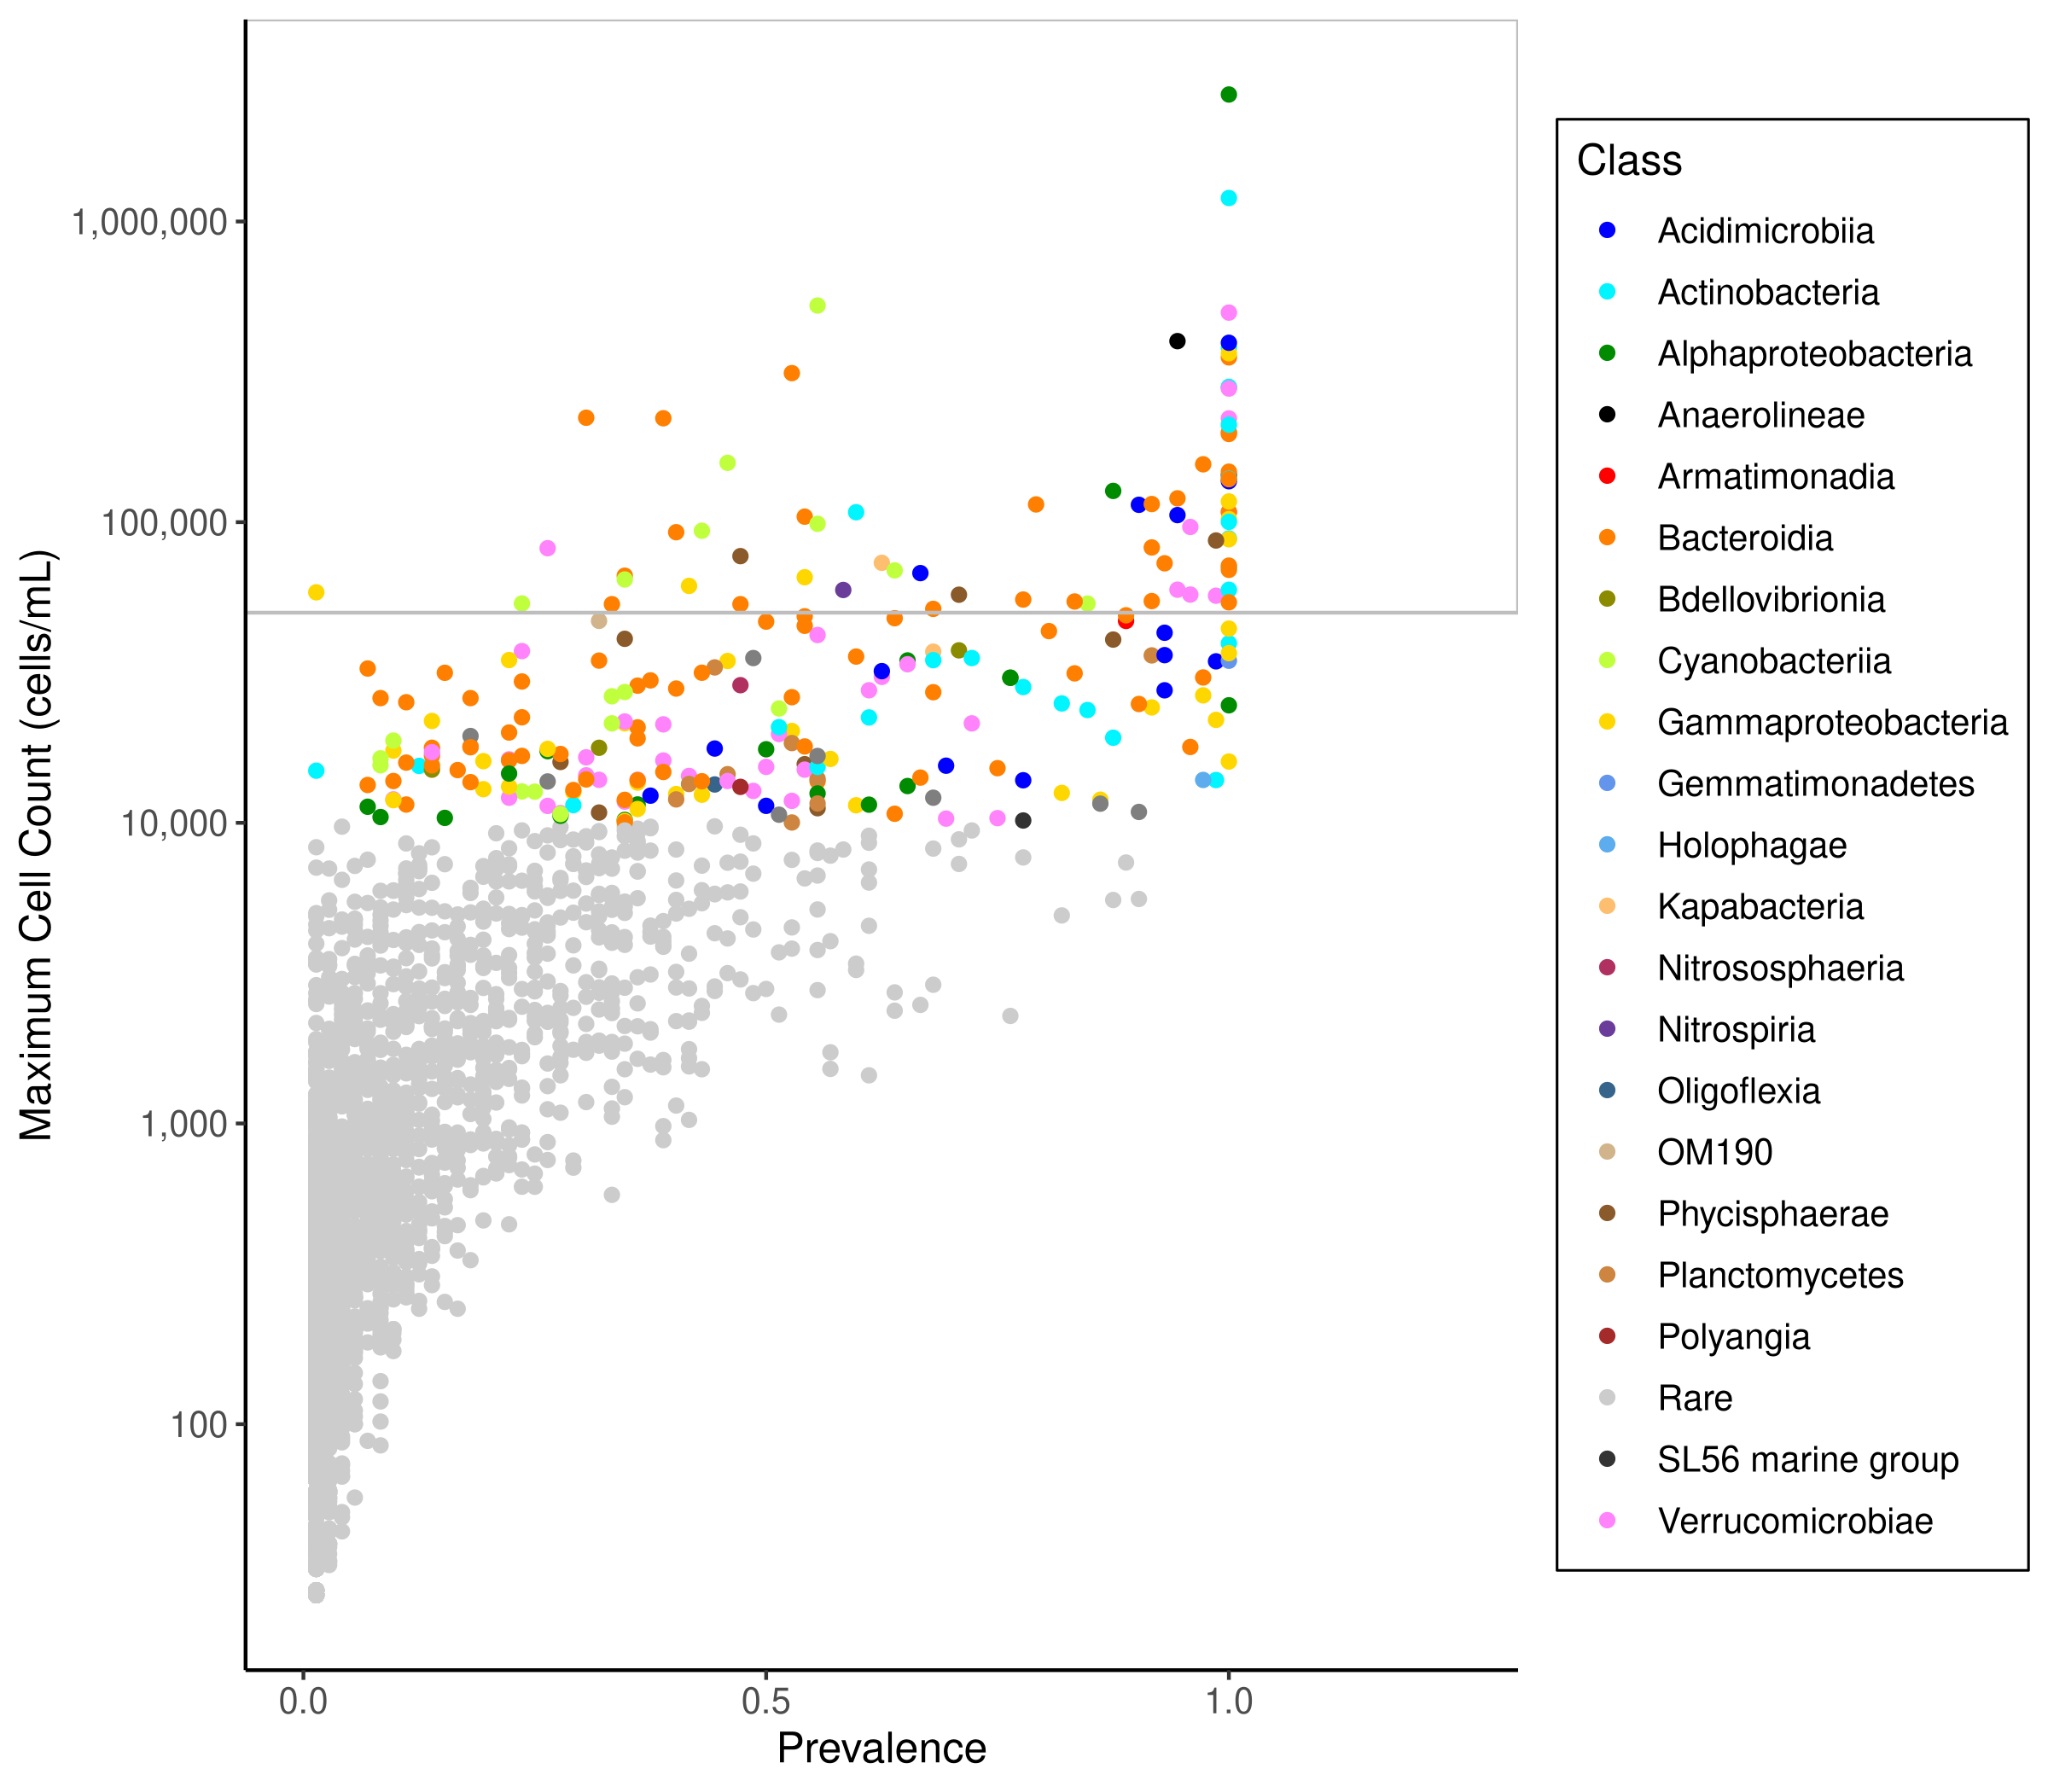 Maximum Cell Count (cells/mL)
1,000,000
100,000
10,000
1,000
100
0.0
0.5
1.0
Prevalence
Class
Acidimicrobiia
Actinobacteria
Alphaproteobacteria
Anaerolineae
Armatimonadia
Bacteroidia
Bdellovibrionia
Cyanobacteriia
Gammaproteobacteria
Gemmatimonadetes
Holophagae
Kapabacteria
Nitrososphaeria
Nitrospiria
Oligoflexia
OM190
Phycisphaerae
Planctomycetes
Polyangia
Rare
SL56 marine group
Verrucomicrobiae